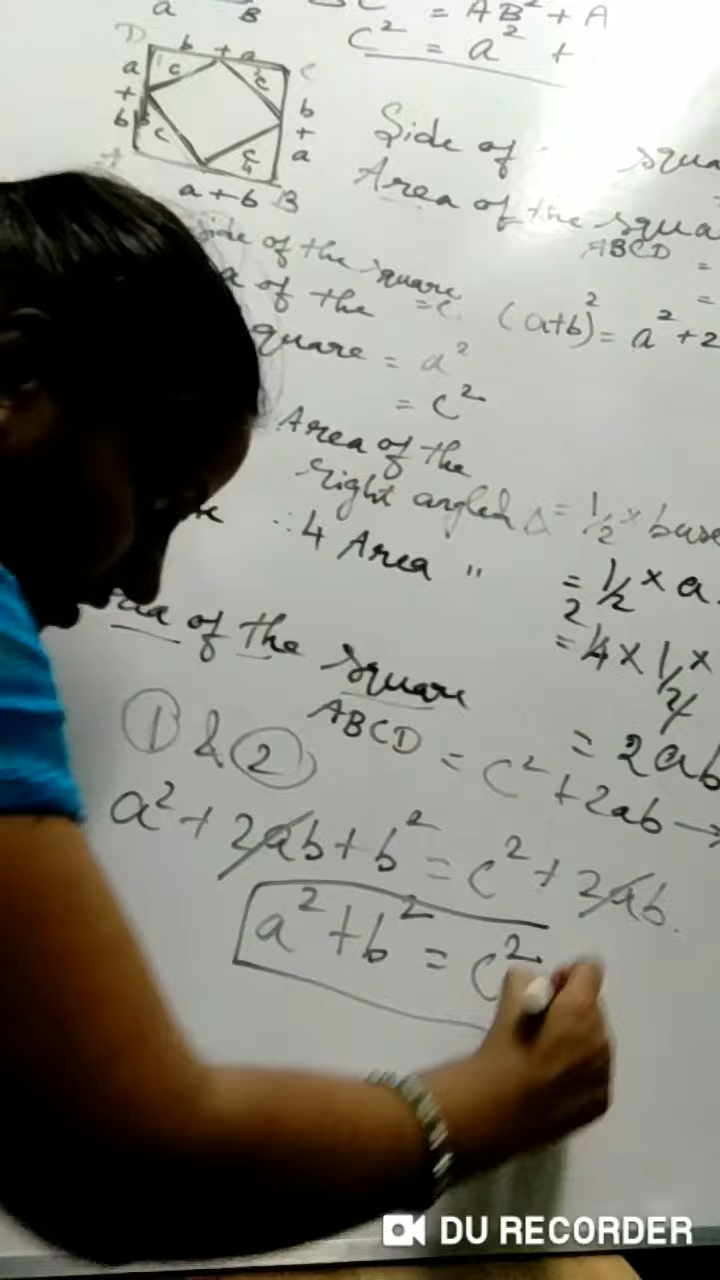 a B = AB² + A
C² = a² +
D b + a C
a c c b
+ +
b c c a
A a + b B
Side of squa
Area of the squa
ABCD =
=
side of the square
= c
of the (a+b)² = a² + 2
quare = a²
= c²
Area of the
right angled Δ = 1/2 × base
∴ 4 Area " = 1/2 × a
= 4 × 1/2 ×
of the square
ABCD = c² + 2ab →
= 2ab
① & ②
a² + 2ab + b² = c² + 2ab.
a² + b² = c²
DU RECORDER